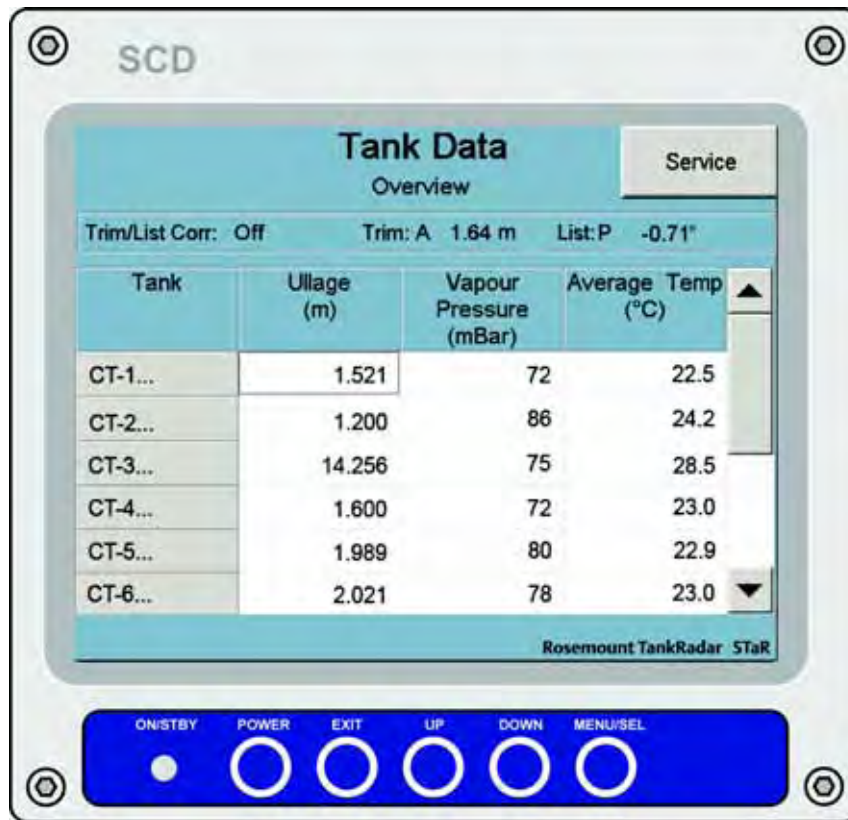 SCD
Tank Data
Overview
Service
Trim/List Corr: Off Trim: A 1.64 m List: P -0.71°
Tank Ullage (m) Vapour Pressure (mBar) Average Temp (°C)
CT-1... 1.521 72 22.5
CT-2... 1.200 86 24.2
CT-3... 14.256 75 28.5
CT-4... 1.600 72 23.0
CT-5... 1.989 80 22.9
CT-6... 2.021 78 23.0
Rosemount TankRadar STaR
ON/STBY POWER EXIT UP DOWN MENU/SEL